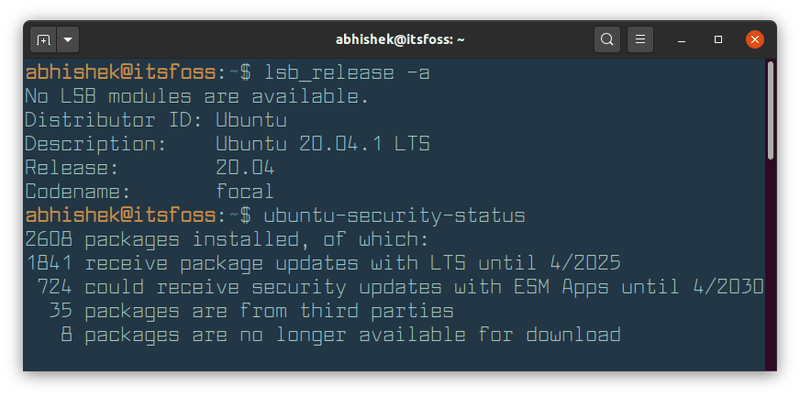 abhishek@itsfoss: ~
abhishek@itsfoss:~$ lsb_release -a
No LSB modules are available.
Distributor ID: Ubuntu
Description:    Ubuntu 20.04.1 LTS
Release:        20.04
Codename:       focal
abhishek@itsfoss:~$ ubuntu-security-status
2608 packages installed, of which:
1841 receive package updates with LTS until 4/2025
 724 could receive security updates with ESM Apps until 4/2030
  35 packages are from third parties
   8 packages are no longer available for download